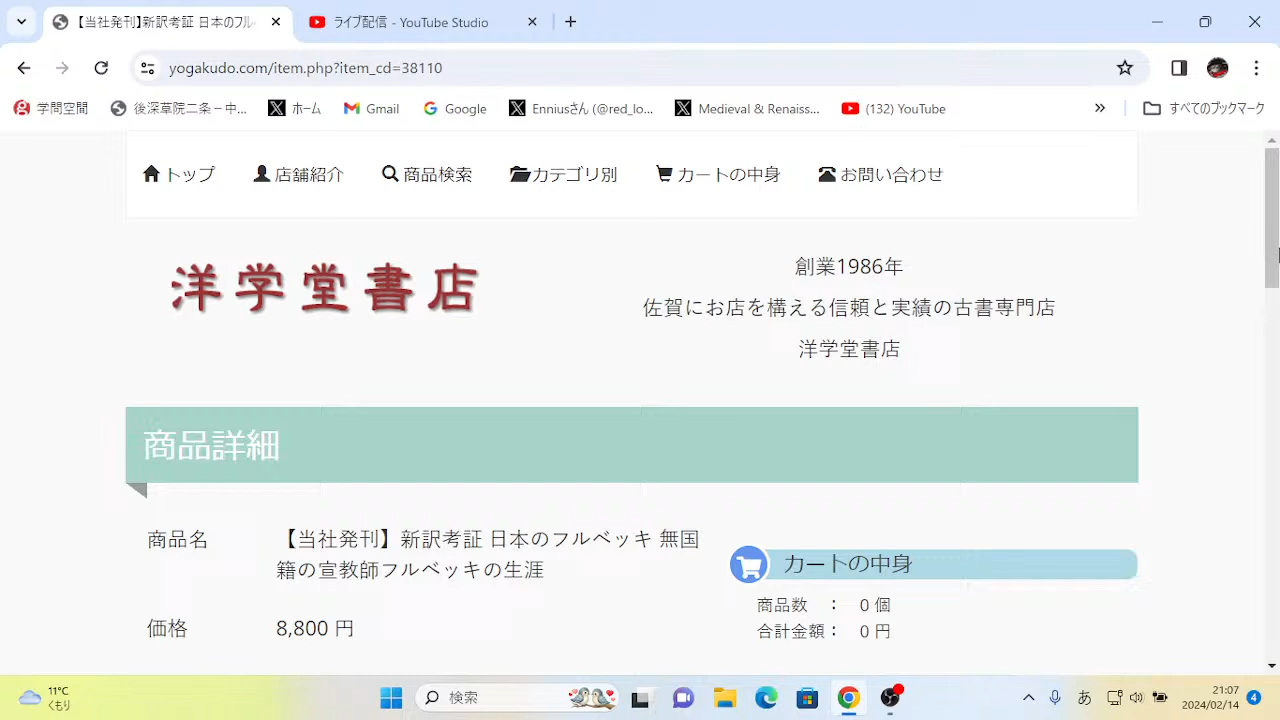 【当社発刊】新訳考証 日本のフル
ライブ配信 - YouTube Studio
yogakudo.com/item.php?item_cd=38110
学問空間
後深草院二条－中...
ホーム
Gmail
Google
Enniusさん (@red_lo...
Medieval & Renaiss...
(132) YouTube
すべてのブックマーク
トップ
店舗紹介
商品検索
カテゴリ別
カートの中身
お問い合わせ
洋学堂書店
創業1986年
佐賀にお店を構える信頼と実績の古書専門店
洋学堂書店
商品詳細
商品名
【当社発刊】新訳考証 日本のフルベッキ 無国
籍の宣教師フルベッキの生涯
価格
8,800 円
カートの中身
商品数 ： 0 個
合計金額： 0 円
11°C
くもり
検索
あ
21:07
2024/02/14
4